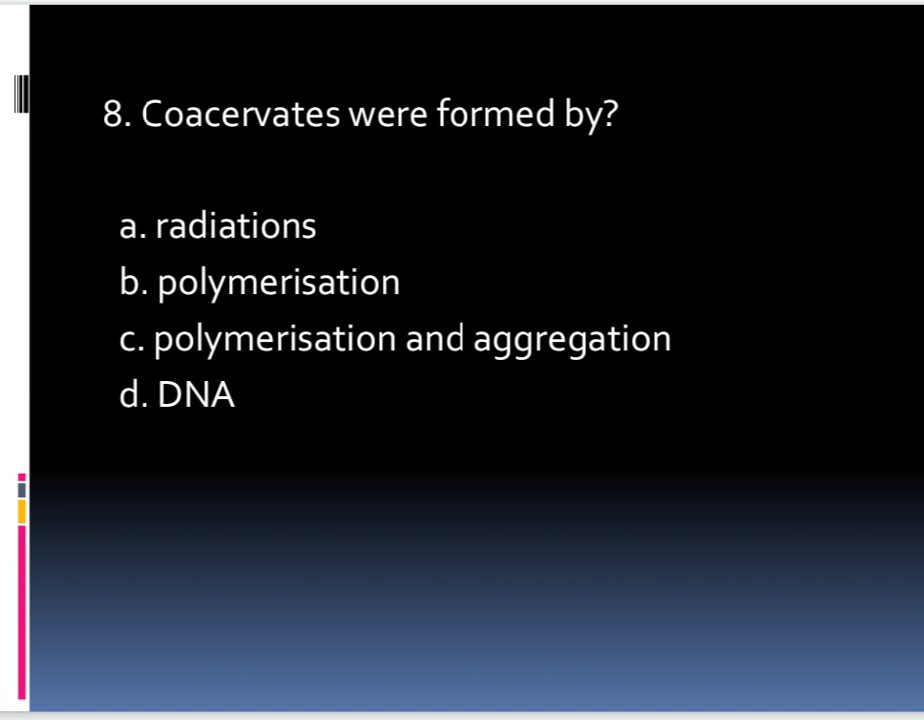 8. Coacervates were formed by?
a. radiations
b. polymerisation
c. polymerisation and aggregation
d. DNA